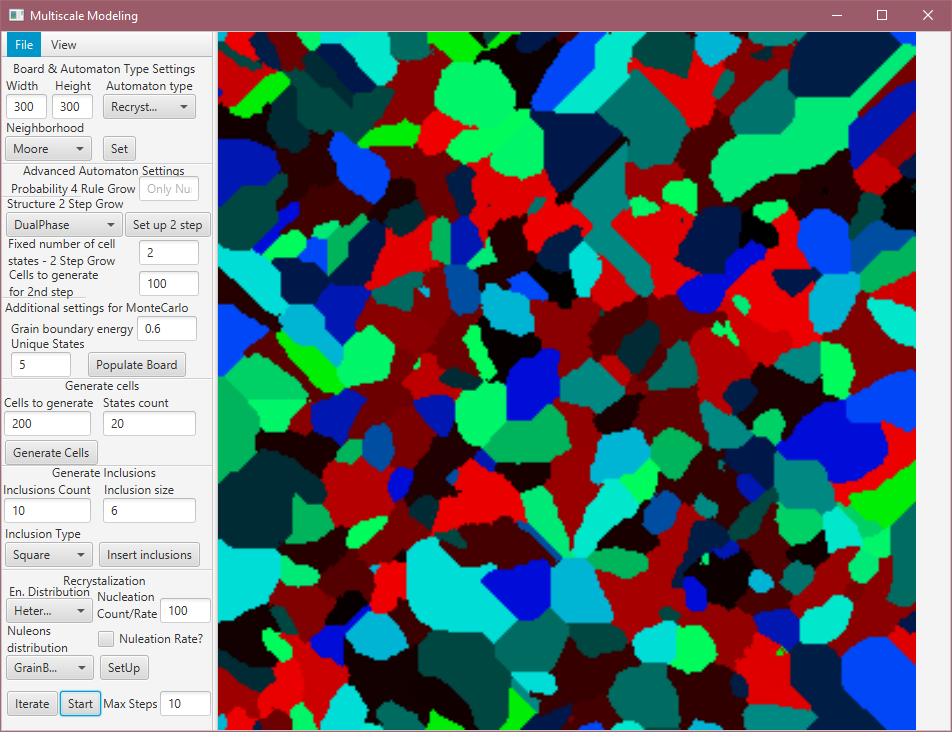 Multiscale Modeling
File View
Board & Automaton Type Settings
Width Height Automaton type
300 300 Recryst...
Neighborhood
Moore Set
Advanced Automaton Settings
Probability 4 Rule Grow Only Nu
Structure 2 Step Grow
DualPhase Set up 2 step
Fixed number of cell
states - 2 Step Grow 2
Cells to generate
for 2nd step 100
Additional settings for MonteCarlo
Grain boundary energy 0.6
Unique States
5 Populate Board
Generate cells
Cells to generate States count
200 20
Generate Cells
Generate Inclusions
Inclusions Count Inclusion size
10 6
Inclusion Type
Square Insert inclusions
Recrystalization
En. Distribution Nucleation
Heter... Count/Rate 100
Nuleons
distribution Nuleation Rate?
GrainB... SetUp
Iterate Start Max Steps 10